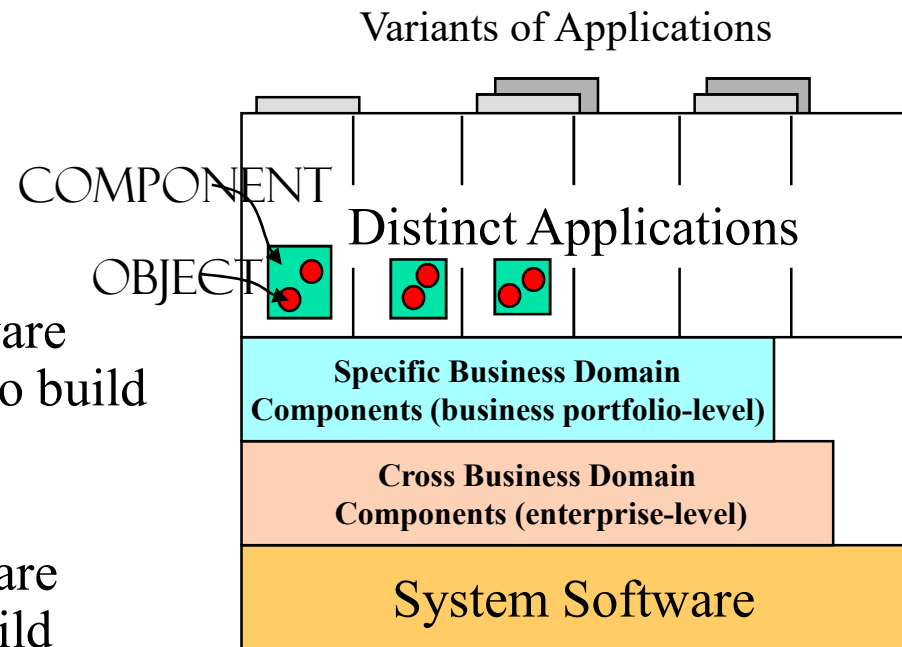 Variants of Applications
COMPONENT
Distinct Applications
OBJECT
are
o build
Specific Business Domain
Components (business portfolio-level)
Cross Business Domain
Components (enterprise-level)
are
ild
System Software